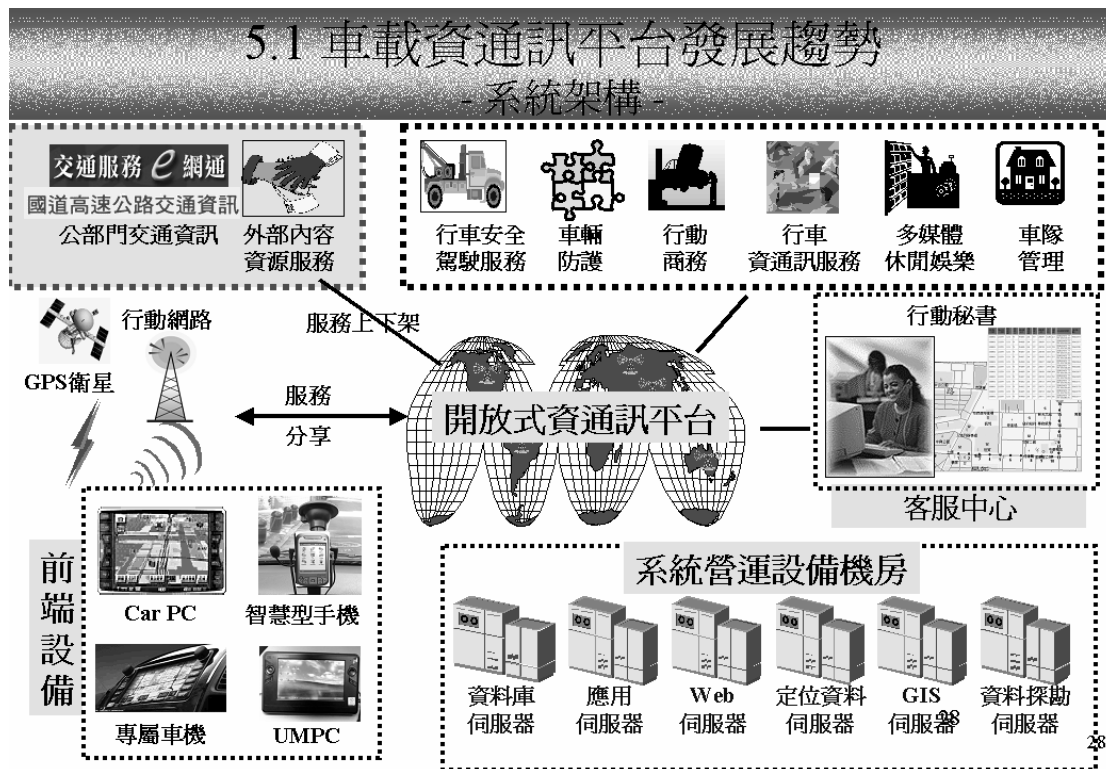 5.1 車載資通訊平台發展趨勢
- 系統架構 -
交通服務 e 網通
國道高速公路交通資訊
公部門交通資訊
外部內容
資源服務
行車安全
駕駛服務
車輛
防護
行動
商務
行車
資通訊服務
多媒體
休閒娛樂
車隊
管理
GPS衛星
行動網路
服務上下架
服務
分享
開放式資通訊平台
行動秘書
客服中心
前端設備
Car PC
智慧型手機
專屬車機
UMPC
系統營運設備機房
資料庫
伺服器
應用
伺服器
Web
伺服器
定位資料
伺服器
GIS
伺服器
資料探勘
伺服器
28
28